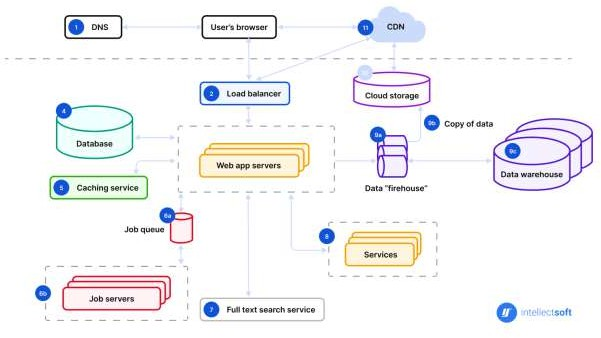 1 DNS
User's browser
11 CDN
2 Load balancer
Cloud storage
4
Database
9a
9b Copy of data
9c
Web app servers
Data warehouse
5 Caching service
Data "firehouse"
6a
Job queue
8
Services
6b
Job servers
7 Full text search service
intellectsoft